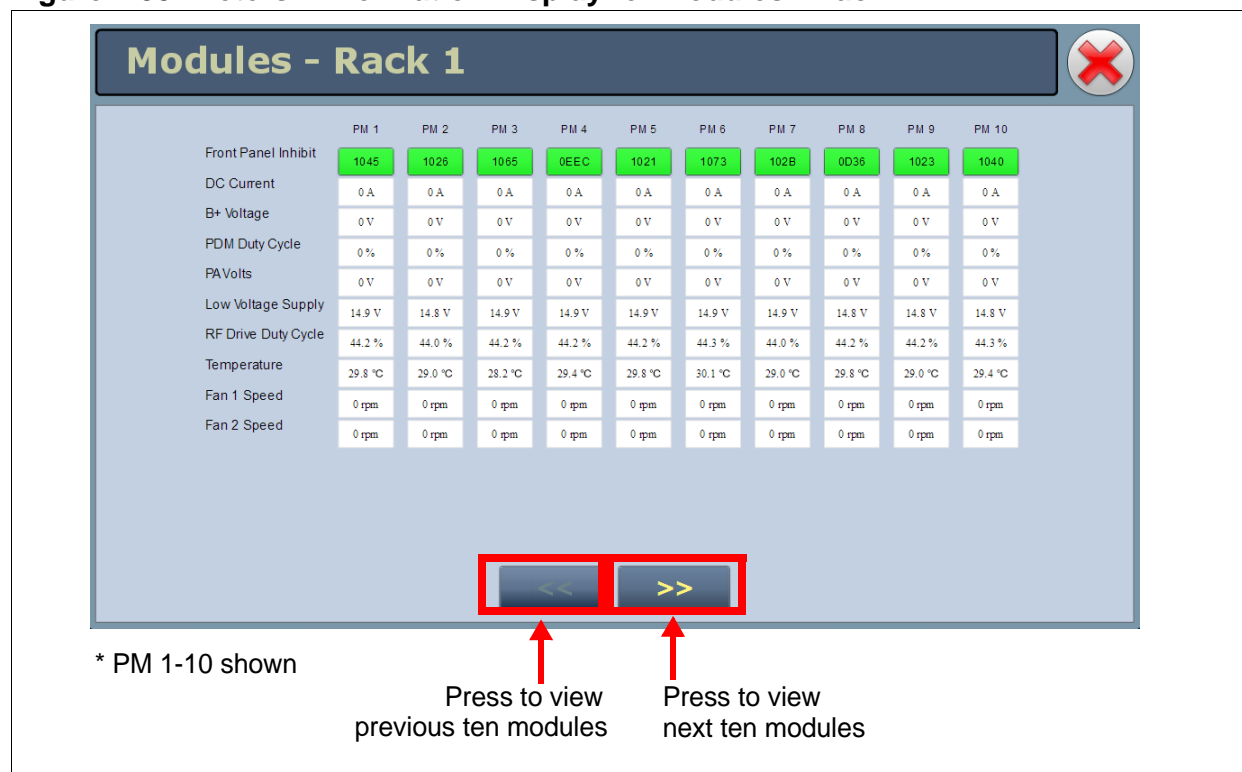 Modules - Rack 1
PM 1 PM 2 PM 3 PM 4 PM 5 PM 6 PM 7 PM 8 PM 9 PM 10
Front Panel Inhibit 1045 1026 1065 0EEC 1021 1073 102B 0D36 1023 1040
DC Current 0 A 0 A 0 A 0 A 0 A 0 A 0 A 0 A 0 A 0 A
B+ Voltage 0 V 0 V 0 V 0 V 0 V 0 V 0 V 0 V 0 V 0 V
PDM Duty Cycle 0 % 0 % 0 % 0 % 0 % 0 % 0 % 0 % 0 % 0 %
PA Volts 0 V 0 V 0 V 0 V 0 V 0 V 0 V 0 V 0 V 0 V
Low Voltage Supply 14.9 V 14.8 V 14.9 V 14.9 V 14.9 V 14.9 V 14.9 V 14.8 V 14.8 V 14.8 V
RF Drive Duty Cycle 44.2 % 44.0 % 44.2 % 44.2 % 44.2 % 44.3 % 44.0 % 44.2 % 44.2 % 44.3 %
Temperature 29.8 °C 29.0 °C 28.2 °C 29.4 °C 29.8 °C 30.1 °C 29.0 °C 29.8 °C 29.0 °C 29.4 °C
Fan 1 Speed 0 rpm 0 rpm 0 rpm 0 rpm 0 rpm 0 rpm 0 rpm 0 rpm 0 rpm 0 rpm
Fan 2 Speed 0 rpm 0 rpm 0 rpm 0 rpm 0 rpm 0 rpm 0 rpm 0 rpm 0 rpm 0 rpm
<< >>
* PM 1-10 shown
Press to view Press to view
previous ten modules next ten modules